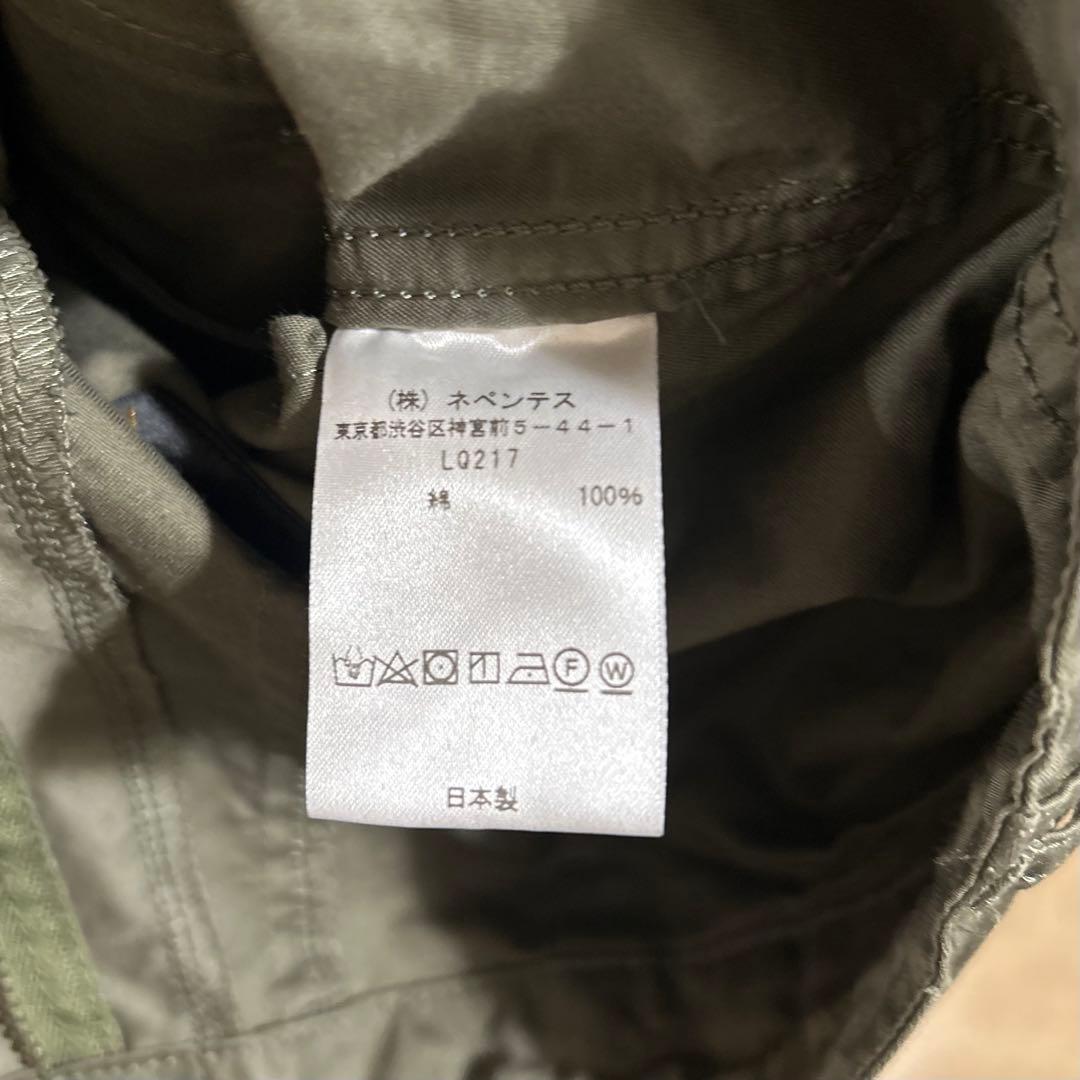 (株) ネペンテス
東京都渋谷区神宮前5-44-1
LQ217
綿 100%
F W
日本製